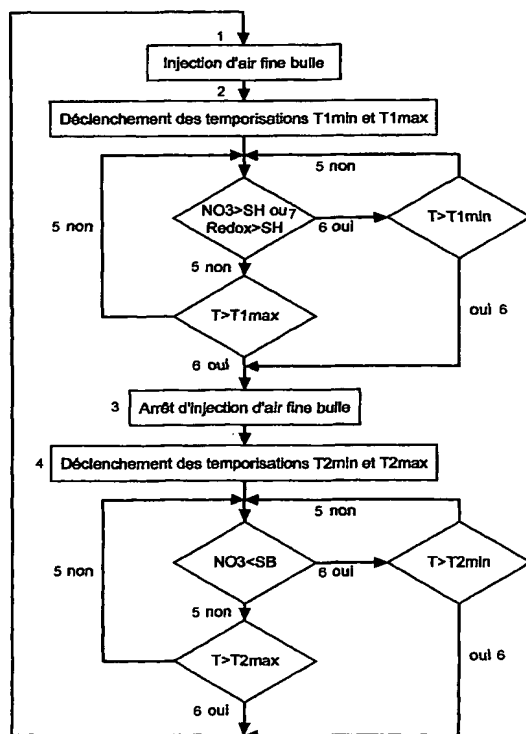 1
Injection d'air fine bulle
2
Déclenchement des temporisations T1min et T1max
5 non
5 non
NO3>SH ou 7
Redox>SH
6 oui
T>T1min
5 non
T>T1max
oui 6
6 oui
3 Arrêt d'injection d'air fine bulle
4 Déclenchement des temporisations T2min et T2max
5 non
5 non
NO3<SB
6 oui
T>T2min
5 non
T>T2max
oui 6
6 oui